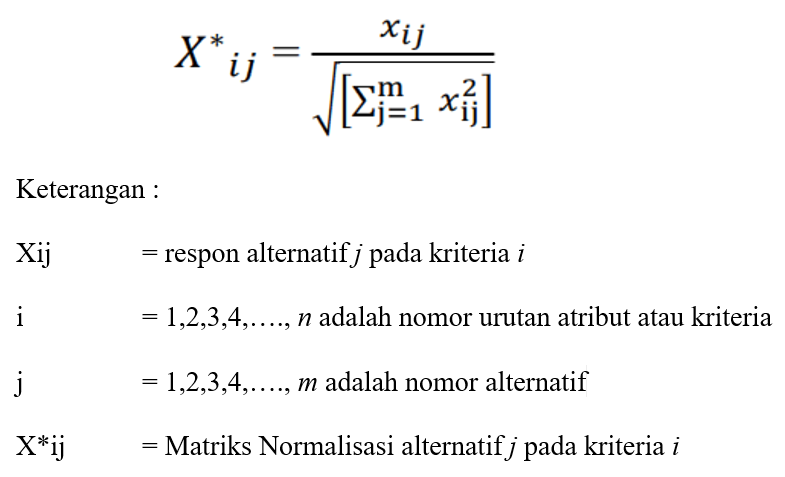 X*ij = xij / √[∑ᵐj=1 x²ij]
Keterangan :
Xij = respon alternatif j pada kriteria i
i = 1,2,3,4,…., n adalah nomor urutan atribut atau kriteria
j = 1,2,3,4,…., m adalah nomor alternatif
X*ij = Matriks Normalisasi alternatif j pada kriteria i